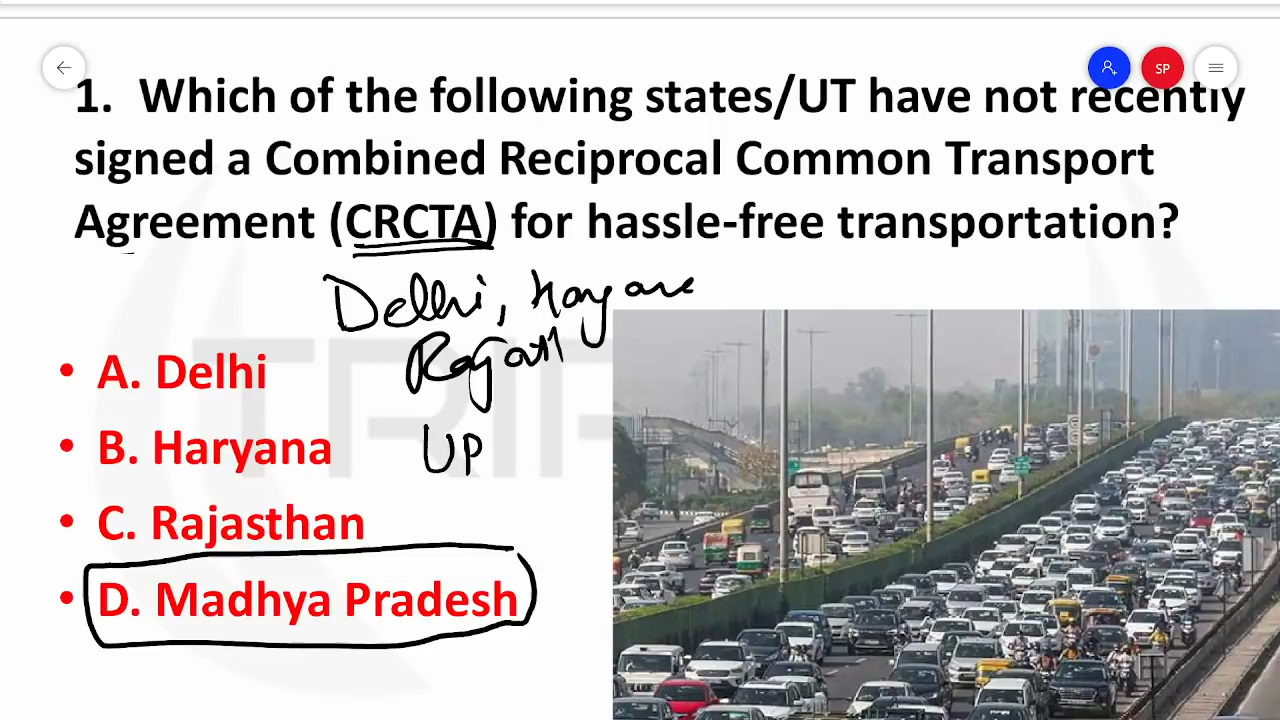 SP
1. Which of the following states/UT have not recently
signed a Combined Reciprocal Common Transport
Agreement (CRCTA) for hassle-free transportation?
Delhi, Haryana
Rajasth
UP
• A. Delhi
• B. Haryana
• C. Rajasthan
• D. Madhya Pradesh